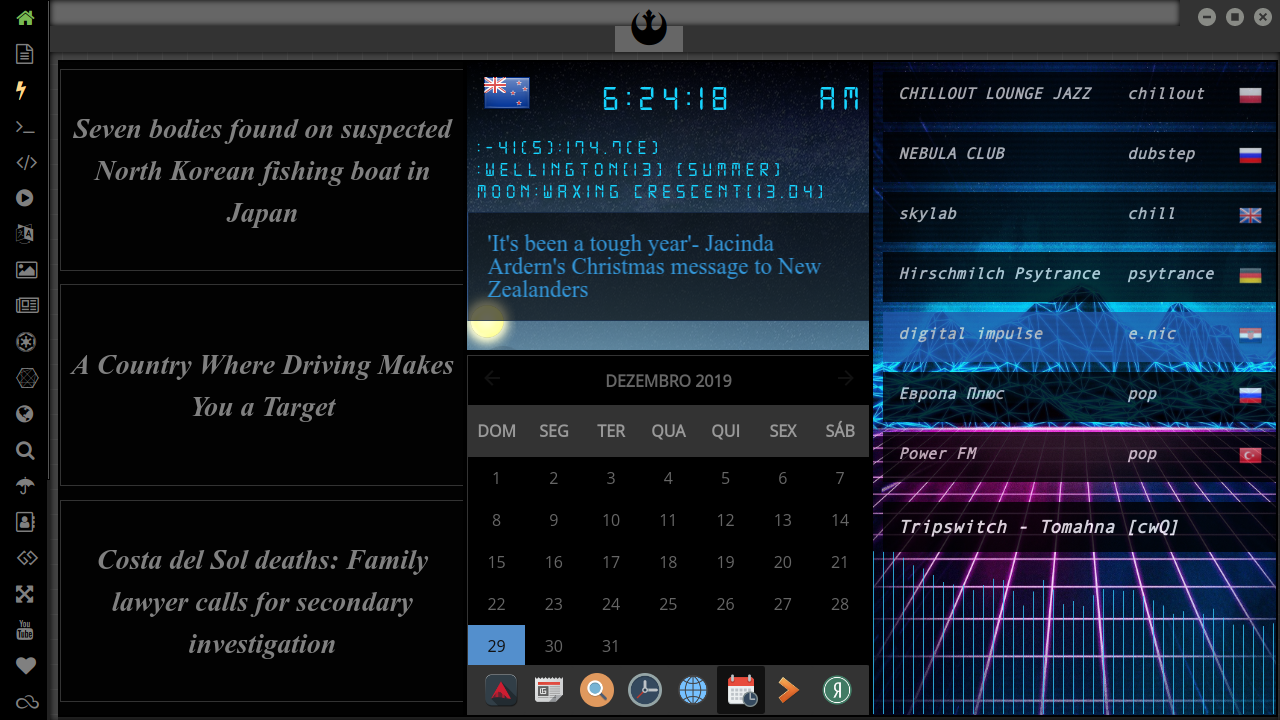 Seven bodies found on suspected
North Korean fishing boat in
Japan
A Country Where Driving Makes
You a Target
Costa del Sol deaths: Family
lawyer calls for secondary
investigation
6:24:18 AM
:-41(S):174.7(E)
:WELLINGTON(13) (SUMMER)
MOON:WAXING CRESCENT(13.04)
'It's been a tough year'- Jacinda
Ardern's Christmas message to New
Zealanders
DEZEMBRO 2019
DOM SEG TER QUA QUI SEX SÁB
1 2 3 4 5 6 7
8 9 10 11 12 13 14
15 16 17 18 19 20 21
22 23 24 25 26 27 28
29 30 31
CHILLOUT LOUNGE JAZZ chillout
NEBULA CLUB dubstep
skylab chill
Hirschmilch Psytrance psytrance
digital impulse e.nic
Европа Плюс pop
Power FM pop
Tripswitch - Tomahna [cwQ]
You
Tube
Я